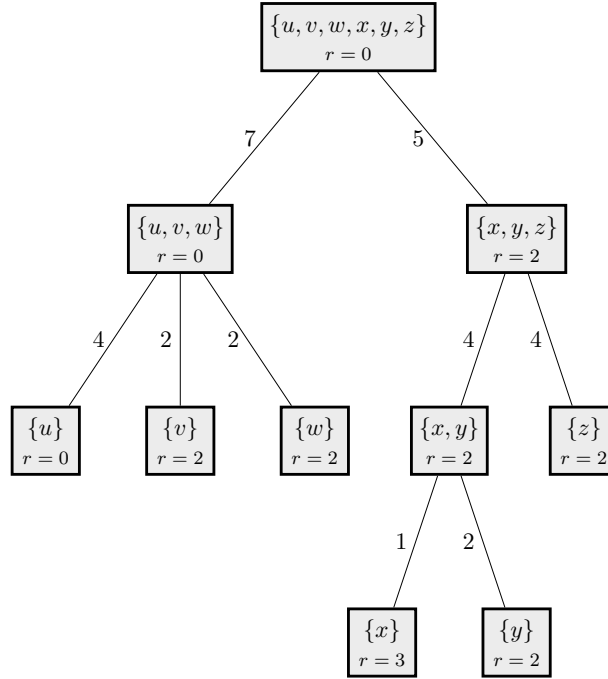 {u, v, w, x, y, z}
r = 0
7
5
{u, v, w}
r = 0
{x, y, z}
r = 2
4
2
2
4
4
{u}
r = 0
{v}
r = 2
{w}
r = 2
{x, y}
r = 2
{z}
r = 2
1
2
{x}
r = 3
{y}
r = 2